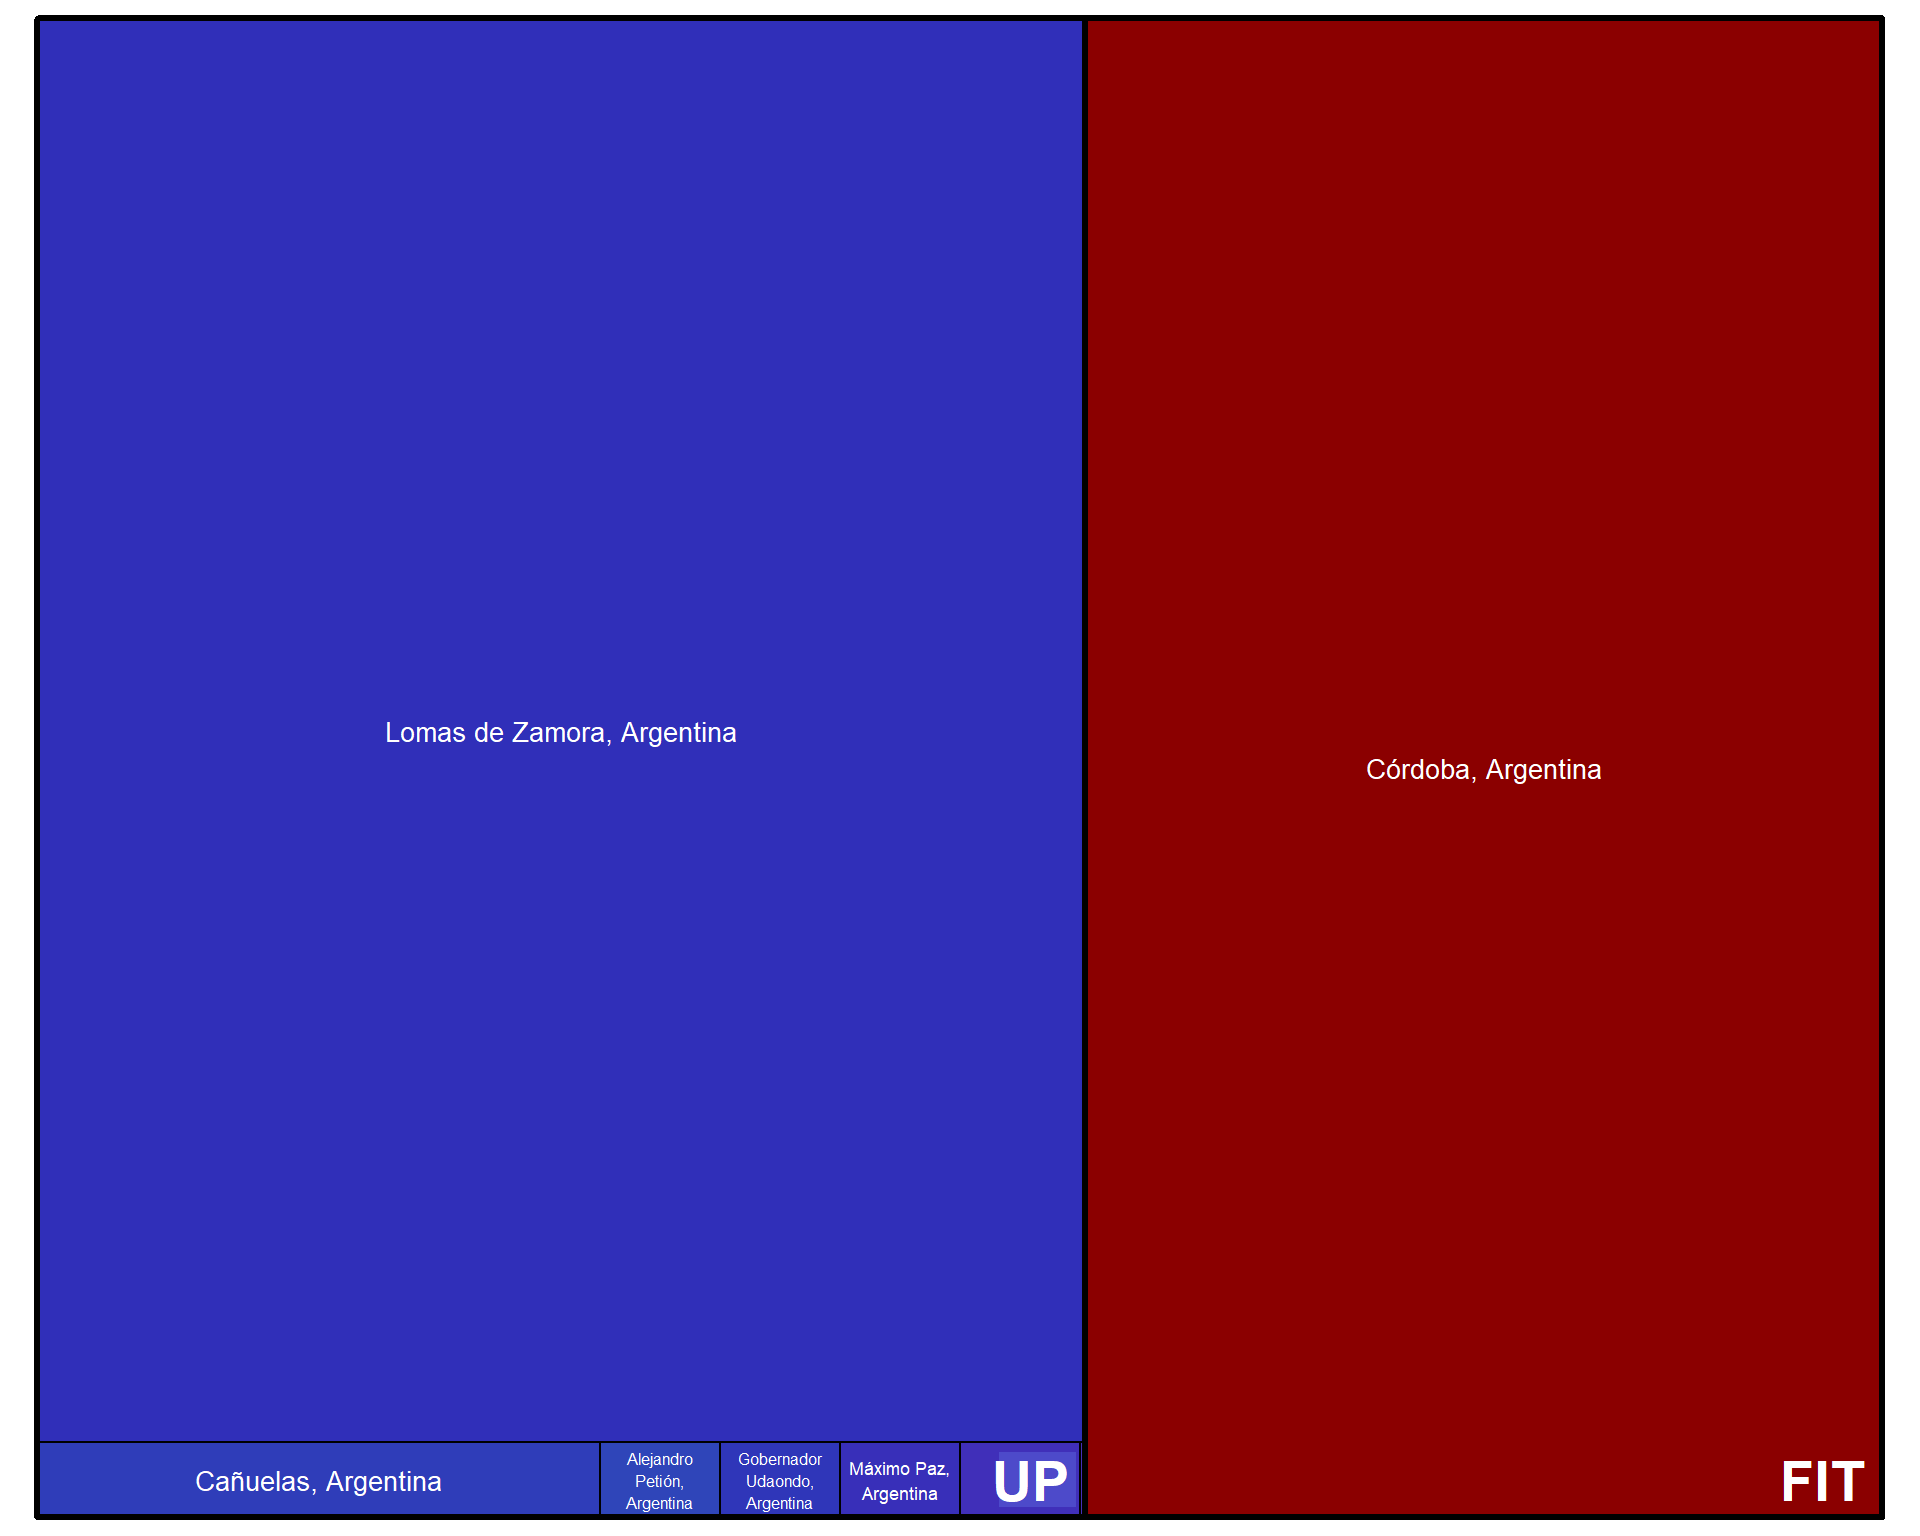 Lomas de Zamora, Argentina
Córdoba, Argentina
Cañuelas, Argentina
Alejandro
Petión,
Argentina
Gobernador
Udaondo,
Argentina
Máximo Paz,
Argentina
UP
FIT